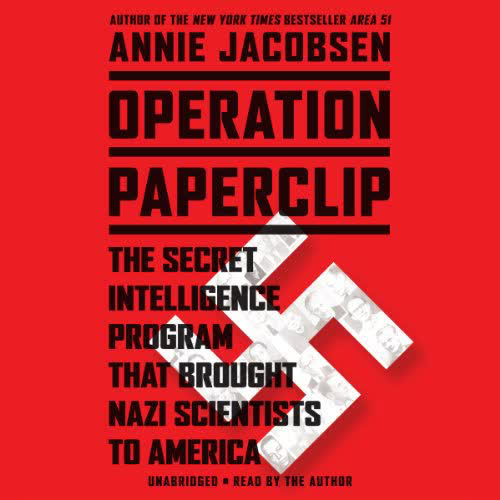 AUTHOR OF THE NEW YORK TIMES BESTSELLER AREA 51
ANNIE JACOBSEN
OPERATION
PAPERCLIP
THE SECRET
INTELLIGENCE
PROGRAM
THAT BROUGHT
NAZI SCIENTISTS
TO AMERICA
UNABRIDGED • READ BY THE AUTHOR